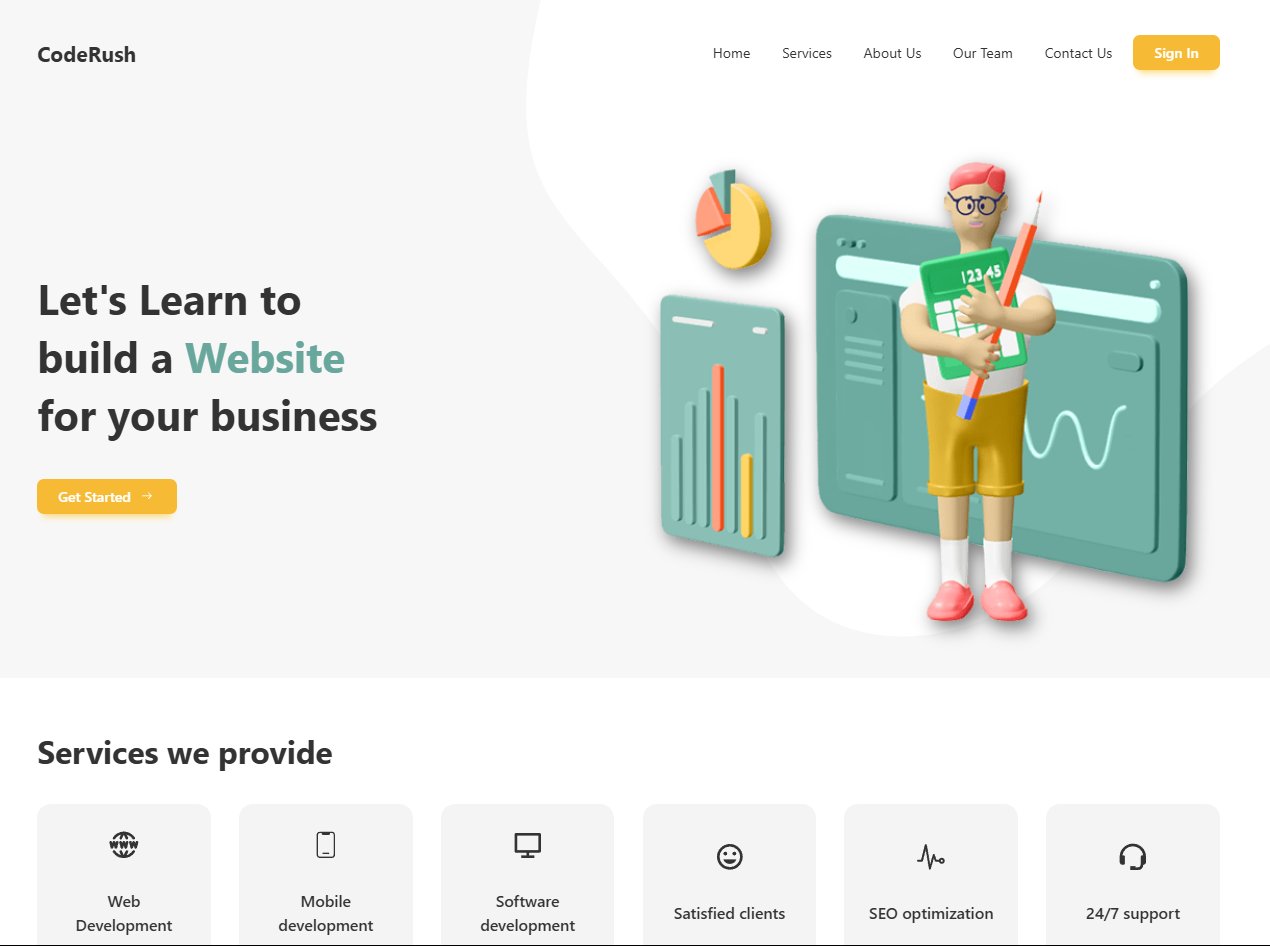 CodeRush
Home
Services
About Us
Our Team
Contact Us
Sign In
123.45
Let's Learn to
build a Website
for your business
Get Started →
Services we provide
WWW
Web
Development
Mobile
development
Software
development
Satisfied clients
SEO optimization
24/7 support